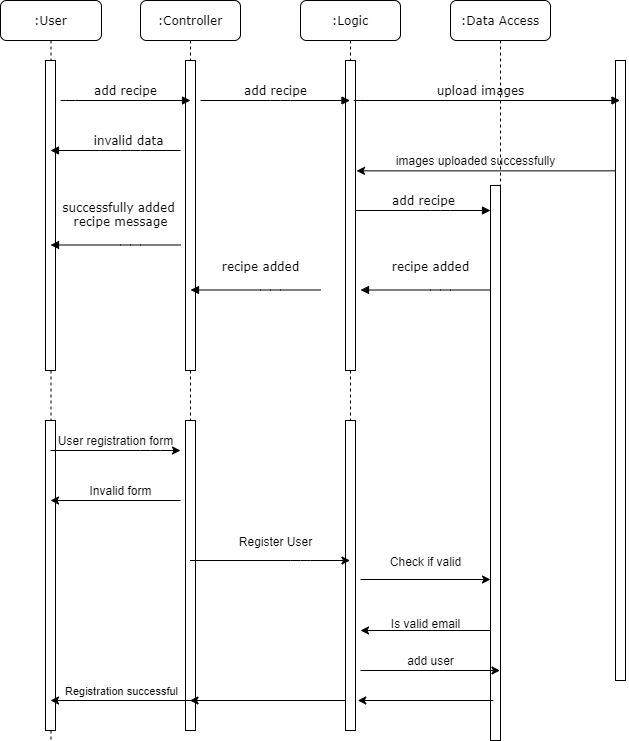 :User
:Controller
:Logic
:Data Access
add recipe
add recipe
upload images
invalid data
images uploaded successfully
successfully added
recipe message
add recipe
recipe added
recipe added
User registration form
Invalid form
Register User
Check if valid
Is valid email
add user
Registration successful